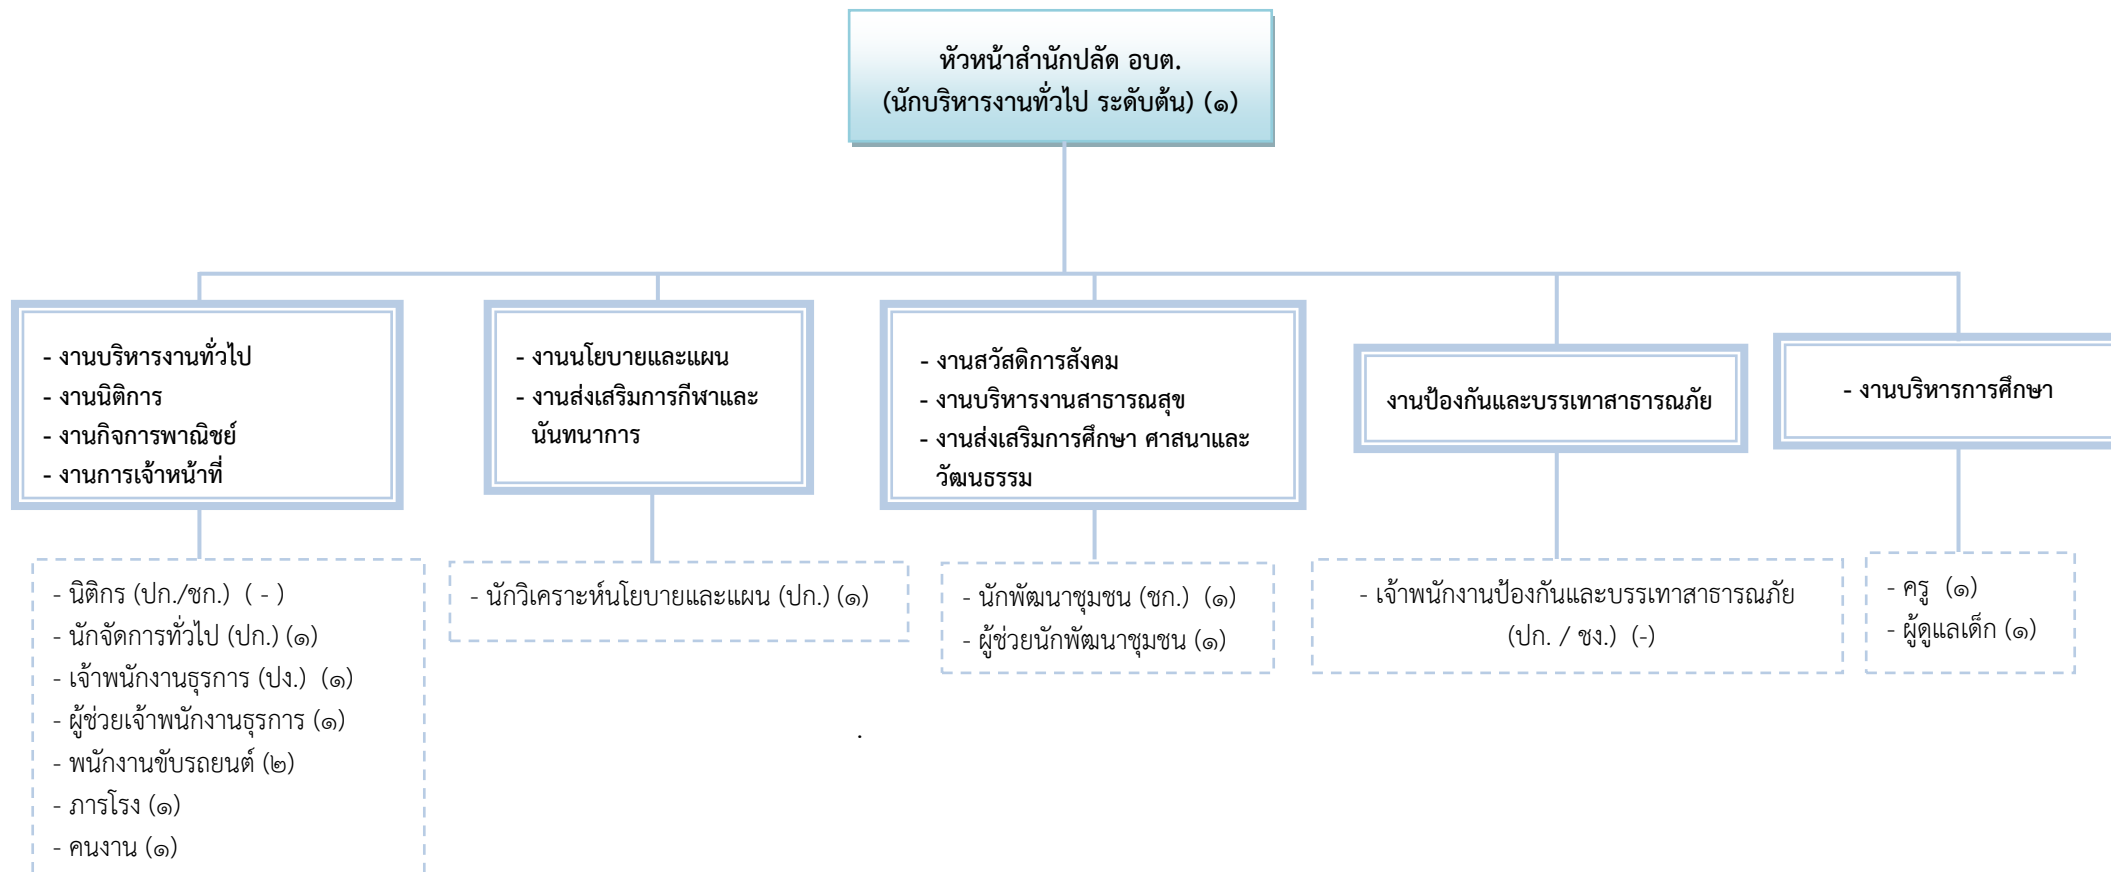 หัวหน้าสำนักปลัด อบต.
(นักบริหารงานทั่วไป ระดับต้น) (๑)
- งานบริหารงานทั่วไป
- งานนิติการ
- งานกิจการพาณิชย์
- งานการเจ้าหน้าที่
- งานนโยบายและแผน
- งานส่งเสริมการกีฬาและ
นันทนาการ
- งานสวัสดิการสังคม
- งานบริหารงานสาธารณสุข
- งานส่งเสริมการศึกษา ศาสนาและ
วัฒนธรรม
งานป้องกันและบรรเทาสาธารณภัย
- งานบริหารการศึกษา
- นิติกร (ปก./ชก.) ( - )
- นักจัดการทั่วไป (ปก.) (๑)
- เจ้าพนักงานธุรการ (ปง.) (๑)
- ผู้ช่วยเจ้าพนักงานธุรการ (๑)
- พนักงานขับรถยนต์ (๒)
- ภารโรง (๑)
- คนงาน (๑)
- นักวิเคราะห์นโยบายและแผน (ปก.) (๑)
- นักพัฒนาชุมชน (ชก.) (๑)
- ผู้ช่วยนักพัฒนาชุมชน (๑)
- เจ้าพนักงานป้องกันและบรรเทาสาธารณภัย
(ปก. / ชง.) (-)
- ครู (๑)
- ผู้ดูแลเด็ก (๑)
.